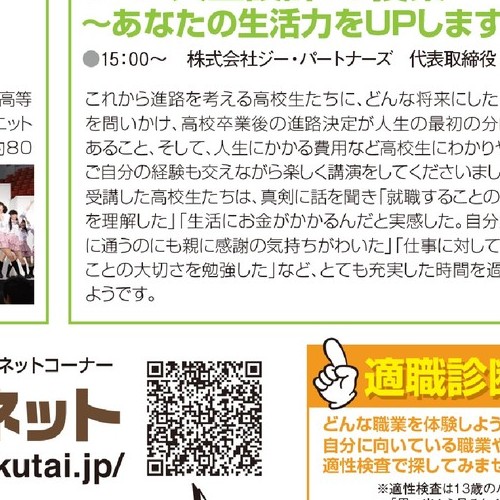 ～あなたの生活力をUPします
●15：00～　株式会社ジー・パートナーズ　代表取締役
高等
ニット
約80
これから進路を考える高校生たちに、どんな将来にした
を問いかけ、高校卒業後の進路決定が人生の最初の分
あること、そして、人生にかかる費用など高校生にわかりや
ご自分の経験も交えながら楽しく講演をしてくださいまし
受講した高校生たちは、真剣に話を聞き「就職することの
を理解した」「生活にお金がかかるんだと実感した。自分
に通うのにも親に感謝の気持ちがわいた」「仕事に対して
ことの大切さを勉強した」など、とても充実した時間を過
ようです。
ネットコーナー
ネット
kutai.jp/
適職診断
どんな職業を体験しよう
自分に向いている職業や
適性検査で探してみませ
※適性検査は13歳の